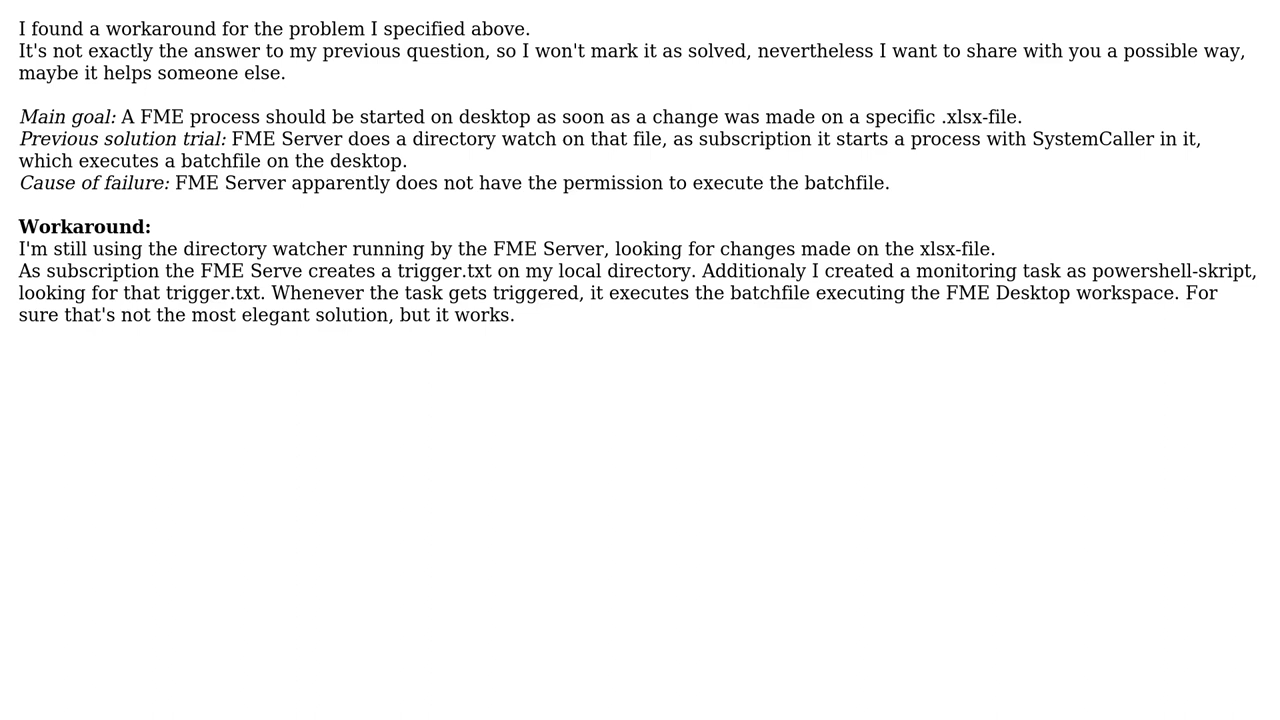 I found a workaround for the problem I specified above.
It's not exactly the answer to my previous question, so I won't mark it as solved, nevertheless I want to share with you a possible way,
maybe it helps someone else.
Main goal: A FME process should be started on desktop as soon as a change was made on a specific .xlsx-file.
Previous solution trial: FME Server does a directory watch on that file, as subscription it starts a process with SystemCaller in it,
which executes a batchfile on the desktop.
Cause of failure: FME Server apparently does not have the permission to execute the batchfile.
Workaround:
I'm still using the directory watcher running by the FME Server, looking for changes made on the xlsx-file.
As subscription the FME Serve creates a trigger.txt on my local directory. Additionaly I created a monitoring task as powershell-skript,
looking for that trigger.txt. Whenever the task gets triggered, it executes the batchfile executing the FME Desktop workspace. For
sure that's not the most elegant solution, but it works.